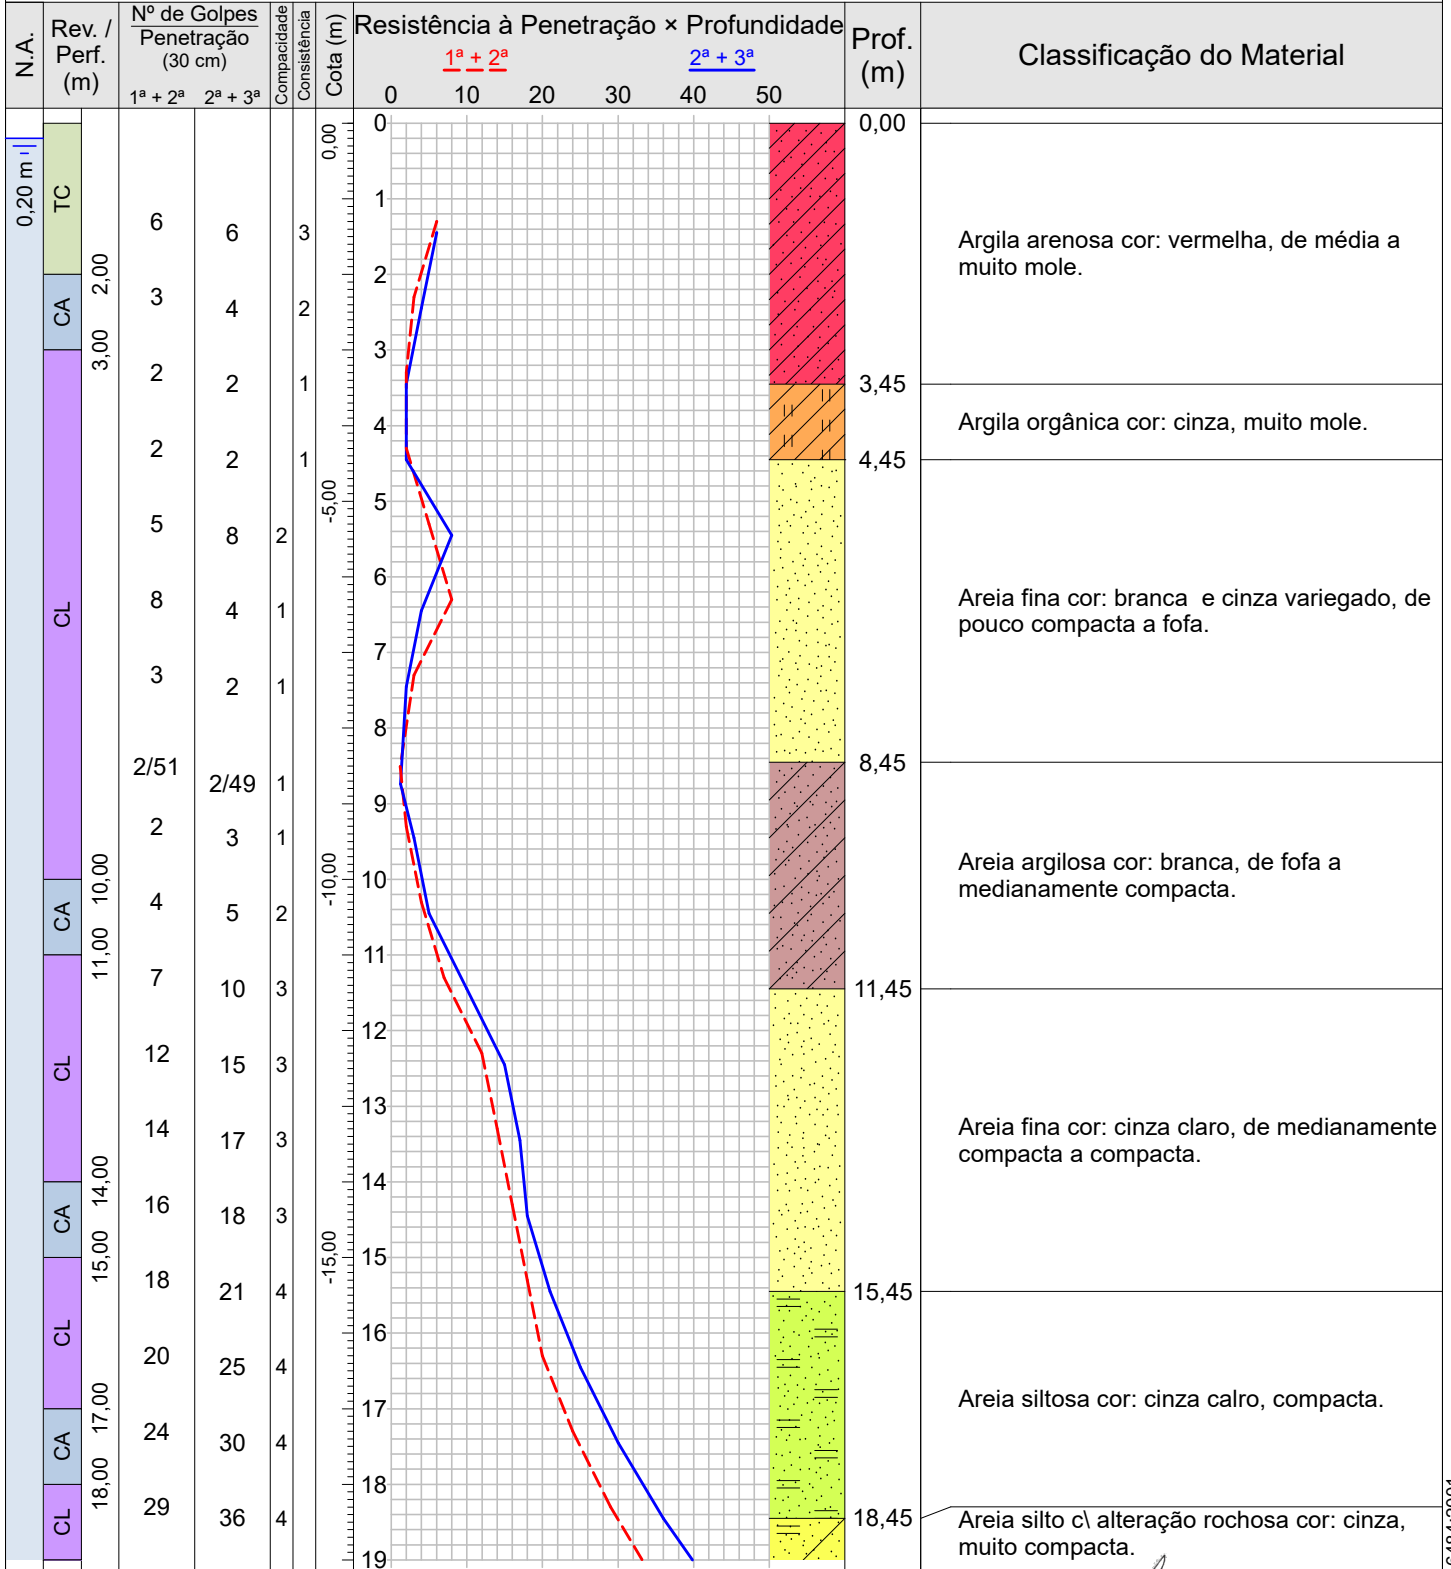 N.A.
Rev. /
Perf.
(m)
Nº de Golpes
Penetração
(30 cm)
1ª + 2ª
2ª + 3ª
Compacidade
Consistência
Cota (m)
Resistência à Penetração × Profundidade
1ª + 2ª
2ª + 3ª
0 10 20 30 40 50
Prof.
(m)
Classificação do Material
0,20 m
TC
2,00
CA
3,00
CL
10,00
CA
11,00
CL
14,00
CA
15,00
CL
17,00
CA
18,00
CL
6 6 3
3 4 2
2 2 1
2 2 1
5 8 2
8 4 1
3 2 1
2/51 2/49 1
2 3 1
4 5 2
7 10 3
12 15 3
14 17 3
16 18 3
18 21 4
20 25 4
24 30 4
29 36 4
0,00
-5,00
-10,00
-15,00
0
1
2
3
4
5
6
7
8
9
10
11
12
13
14
15
16
17
18
19
0,00
Argila arenosa cor: vermelha, de média a
muito mole.
3,45
Argila orgânica cor: cinza, muito mole.
4,45
Areia fina cor: branca e cinza variegado, de
pouco compacta a fofa.
8,45
Areia argilosa cor: branca, de fofa a
medianamente compacta.
11,45
Areia fina cor: cinza claro, de medianamente
compacta a compacta.
15,45
Areia siltosa cor: cinza calro, compacta.
18,45
Areia silto c\ alteração rochosa cor: cinza,
muito compacta.